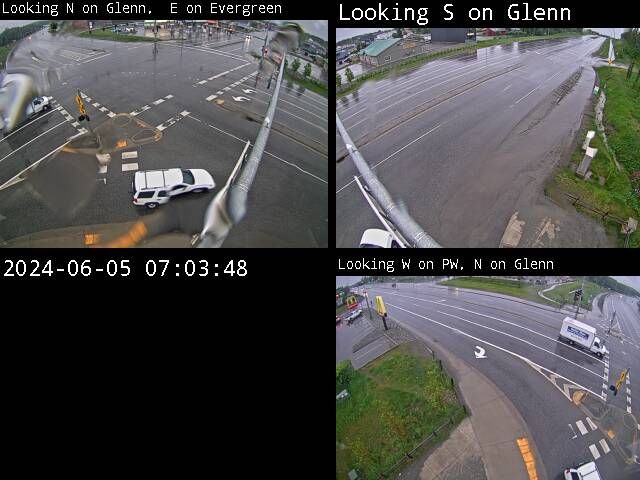 Looking N on Glenn,  E on Evergreen
Looking S on Glenn
2024-06-05 07:03:48
Looking W on PW, N on Glenn